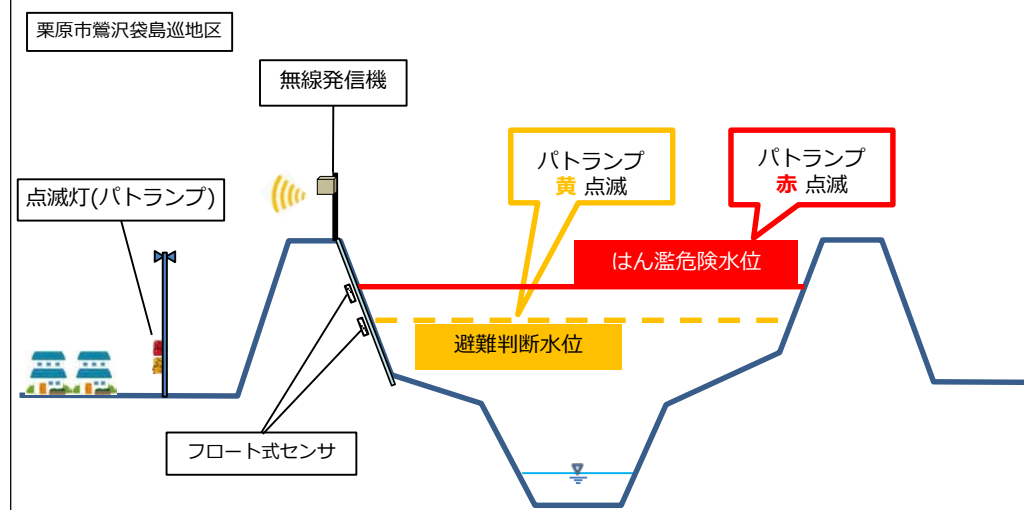 栗原市鶯沢袋島巡地区
無線発信機
点滅灯(パトランプ)
パトランプ
黄 点滅
パトランプ
赤 点滅
はん濫危険水位
避難判断水位
フロート式センサ